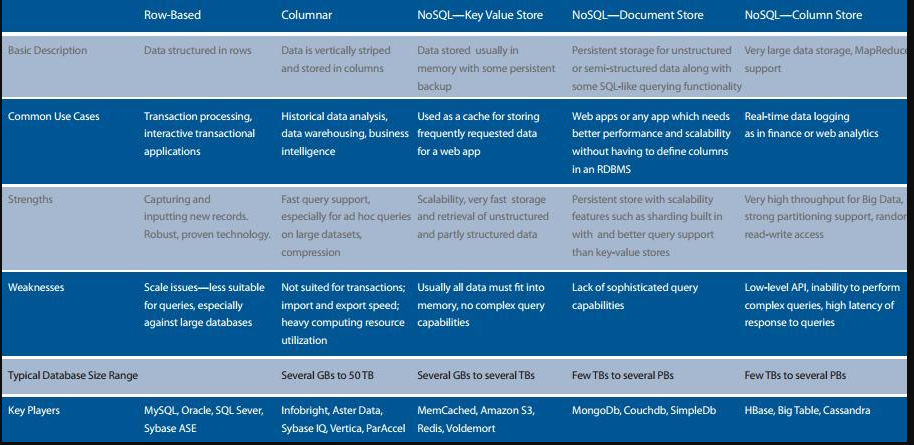 Row-Based Columnar NoSQL—Key Value Store NoSQL—Document Store NoSQL—Column Store
Basic Description
Data structured in rows
Data is vertically striped
and stored in columns
Data stored usually in
memory with some persistent
backup
Persistent storage for unstructured
or semi-structured data along with
some SQL-like querying functionality
Very large data storage, MapReduce
support
Common Use Cases
Transaction processing,
interactive transactional
applications
Historical data analysis,
data warehousing, business
intelligence
Used as a cache for storing
frequently requested data
for a web app
Web apps or any app which needs
better performance and scalability
without having to define columns
in an RDBMS
Real-time data logging
as in finance or web analytics
Strengths
Capturing and
inputting new records.
Robust, proven technology.
Fast query support,
especially for ad hoc queries
on large datasets,
compression
Scalability, very fast storage
and retrieval of unstructured
and partly structured data
Persistent store with scalability
features such as sharding built in
with and better query support
than key-value stores
Very high throughput for Big Data,
strong partitioning support, random
read-write access
Weaknesses
Scale issues—less suitable
for queries, especially
against large databases
Not suited for transactions;
import and export speed;
heavy computing resource
utilization
Usually all data must fit into
memory, no complex query
capabilities
Lack of sophisticated query
capabilities
Low-level API, inability to perform
complex queries, high latency of
response to queries
Typical Database Size Range Several GBs to 50 TB Several GBs to several TBs Few TBs to several PBs Few TBs to several PBs
Key Players
MySQL, Oracle, SQL Sever,
Sybase ASE
Infobright, Aster Data,
Sybase IQ, Vertica, ParAccel
MemCached, Amazon S3,
Redis, Voldemort
MongoDb, Couchdb, SimpleDb
HBase, Big Table, Cassandra